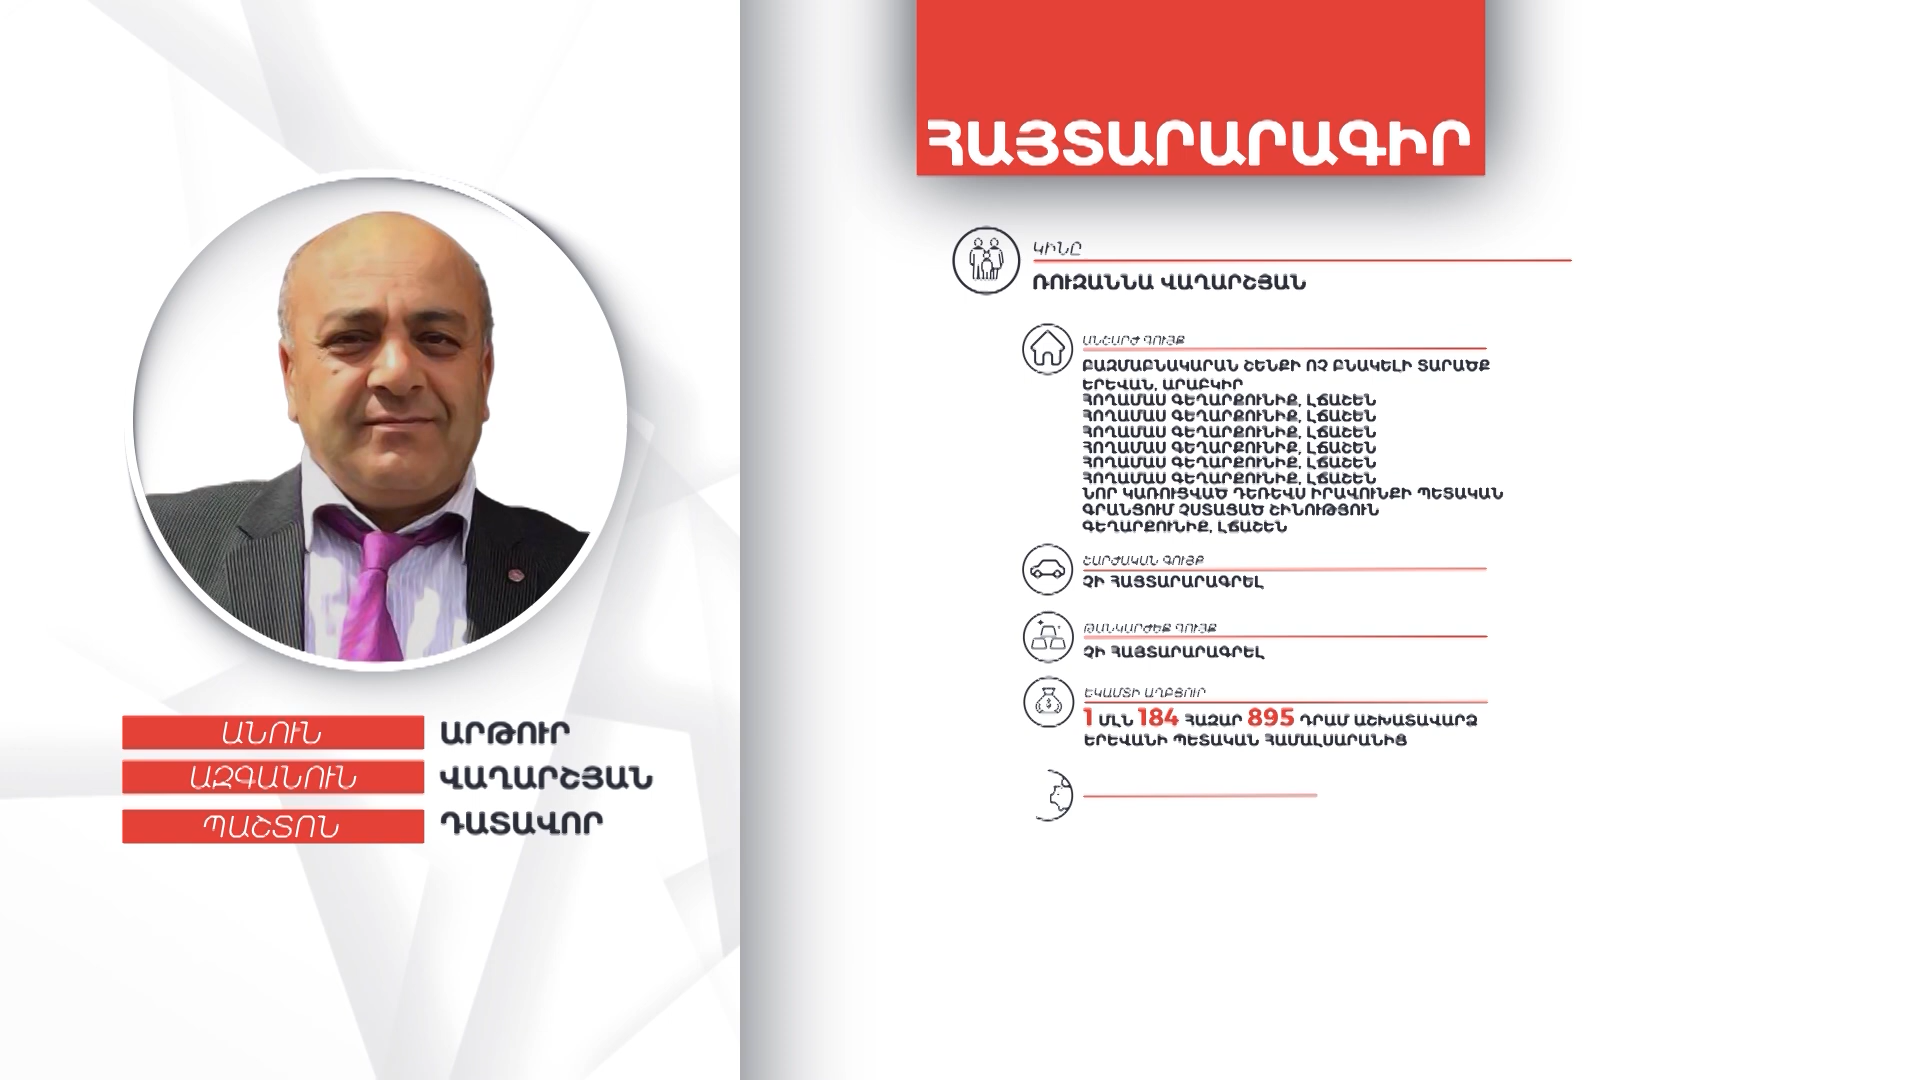 ՀԱՅՏԱՐԱՐԱԳԻՐ
ԱՆՈՒՆ ԱՐԹՈՒՐ
ԱԶԳԱՆՈՒՆ ՎԱՂԱՐՇՅԱՆ
ՊԱՇՏՈՆ ԴԱՏԱՎՈՐ
ԿԻՆԸ
ՌՈՒԶԱՆՆԱ ՎԱՂԱՐՇՅԱՆ
ԱՆՇԱՐԺ ԳՈՒՅՔ
ԲԱԶՄԱԲՆԱԿԱՐԱՆ ՇԵՆՔԻ ՈՉ ԲՆԱԿԵԼԻ ՏԱՐԱԾՔ
ԵՐԵՎԱՆ, ԱՐԱԲԿԻՐ
ՀՈՂԱՄԱՍ ԳԵՂԱՐՔՈՒՆԻՔ, ԼՃԱՇԵՆ
ՀՈՂԱՄԱՍ ԳԵՂԱՐՔՈՒՆԻՔ, ԼՃԱՇԵՆ
ՀՈՂԱՄԱՍ ԳԵՂԱՐՔՈՒՆԻՔ, ԼՃԱՇԵՆ
ՀՈՂԱՄԱՍ ԳԵՂԱՐՔՈՒՆԻՔ, ԼՃԱՇԵՆ
ՀՈՂԱՄԱՍ ԳԵՂԱՐՔՈՒՆԻՔ, ԼՃԱՇԵՆ
ՀՈՂԱՄԱՍ ԳԵՂԱՐՔՈՒՆԻՔ, ԼՃԱՇԵՆ
ՆՈՐ ԿԱՌՈՒՑՎԱԾ ԴԵՌԵՎՍ ԻՐԱՎՈՒՆՔԻ ՊԵՏԱԿԱՆ
ԳՐԱՆՑՈՒՄ ՉՍՏԱՑԱԾ ՇԻՆՈՒԹՅՈՒՆ
ԳԵՂԱՐՔՈՒՆԻՔ, ԼՃԱՇԵՆ
ՇԱՐԺԱԿԱՆ ԳՈՒՅՔ
ՉԻ ՀԱՅՏԱՐԱՐԱԳՐԵԼ
ԹԱՆԿԱՐԺԵՔ ԳՈՒՅՔ
ՉԻ ՀԱՅՏԱՐԱՐԱԳՐԵԼ
ԵԿԱՄՏԻ ԱՂԲՅՈՒՐ
1 ՄԼՆ 184 ՀԱԶԱՐ 895 ԴՐԱՄ ԱՇԽԱՏԱՎԱՐՁ
ԵՐԵՎԱՆԻ ՊԵՏԱԿԱՆ ՀԱՄԱԼՍԱՐԱՆԻՑ